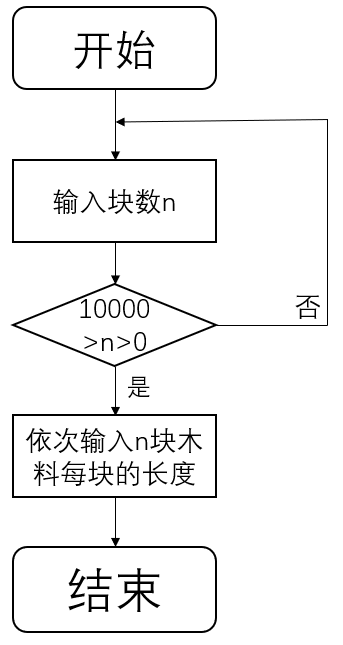 开始
输入块数n
10000
>n>0
否
是
依次输入n块木
料每块的长度
结束